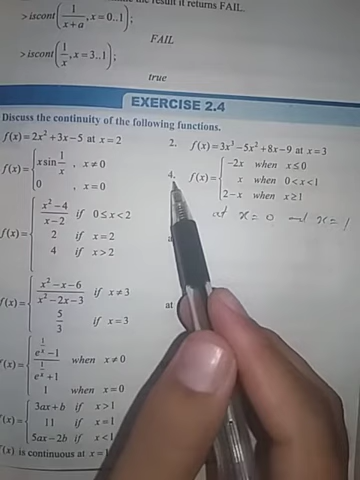 the result it returns FAIL.
>iscont(1/(x+a), x=0..1);
FAIL
>iscont(1/x, x=3..1);
true
EXERCISE 2.4
Discuss the continuity of the following functions.
f(x)=2x²+3x-5 at x=2
2. f(x)=3x³-5x²+8x-9 at x=3
f(x)={ x sin 1/x , x≠0
0 , x=0
4. f(x)={ -2x when x≤0
x when 0<x<1
2-x when x≥1
at x=0 and x=1
f(x)={ (x²-4)/(x-2) if 0≤x<2
2 if x=2
4 if x>2
f(x)={ (x²-x-6)/(x²-2x-3) if x≠3
5/3 if x=3
at
f(x)={ (e^(1/x)-1)/(e^(1/x)+1) when x≠0
1 when x=0
f(x)={ 3ax+b if x>1
11 if x=1
5ax-2b if x<1
f(x) is continuous at x=1